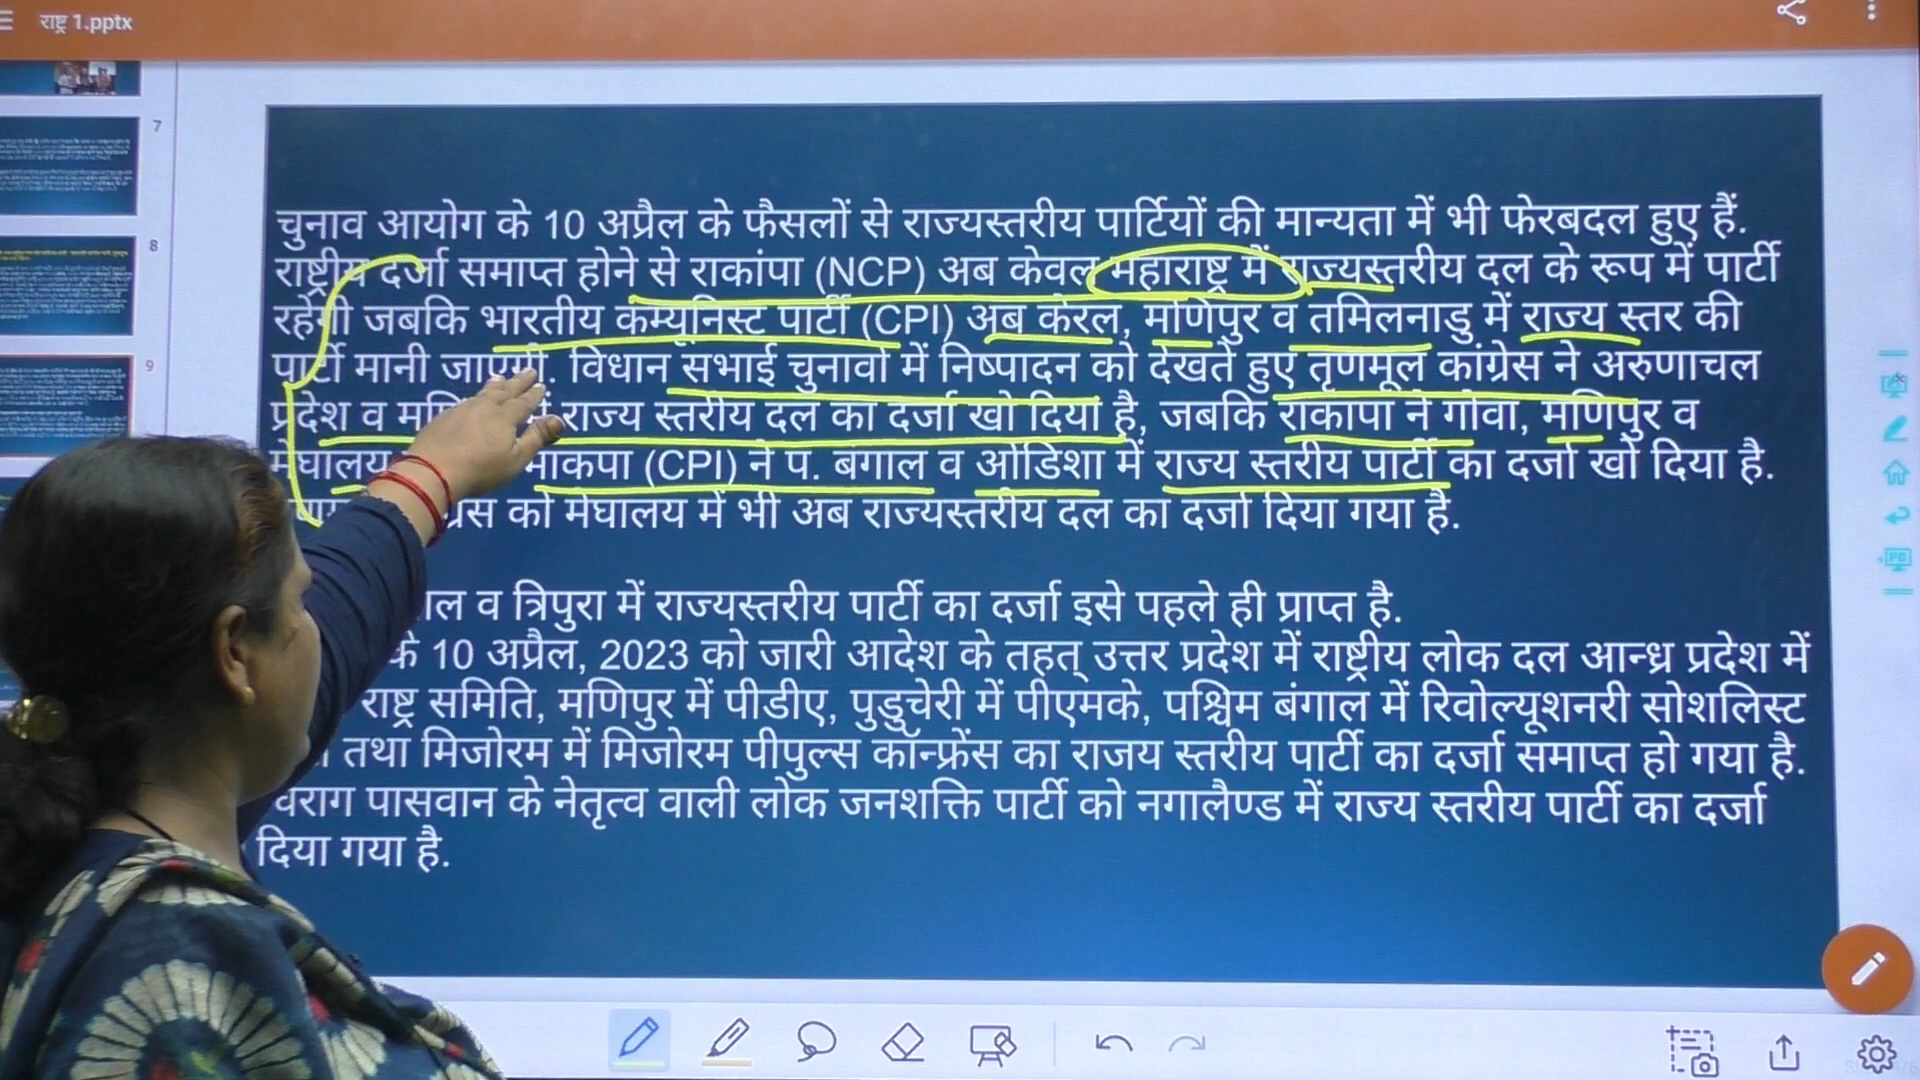 राष्ट्र 1.pptx
7
8
9
चुनाव आयोग के 10 अप्रैल के फैसलों से राज्यस्तरीय पार्टियों की मान्यता में भी फेरबदल हुए हैं.
राष्ट्रीय दर्जा समाप्त होने से राकांपा (NCP) अब केवल महाराष्ट्र में राज्यस्तरीय दल के रूप में पार्टी
रहेगी जबकि भारतीय कम्यूनिस्ट पार्टी (CPI) अब केरल, मणिपुर व तमिलनाडु में राज्य स्तर की
पार्टी मानी जाएगी. विधान सभाई चुनावों में निष्पादन को देखते हुए तृणमूल कांग्रेस ने अरुणाचल
प्रदेश व राज्य स्तरीय दल का दर्जा खो दिया है, जबकि राकांपा ने गोवा, मणिपुर व
मेघालय माकपा (CPI) ने प. बंगाल व ओडिशा में राज्य स्तरीय पार्टी का दर्जा खो दिया है.
को मेघालय में भी अब राज्यस्तरीय दल का दर्जा दिया गया है.
व त्रिपुरा में राज्यस्तरीय पार्टी का दर्जा इसे पहले ही प्राप्त है.
के 10 अप्रैल, 2023 को जारी आदेश के तहत् उत्तर प्रदेश में राष्ट्रीय लोक दल आन्ध्र प्रदेश में
राष्ट्र समिति, मणिपुर में पीडीए, पुडुचेरी में पीएमके, पश्चिम बंगाल में रिवोल्यूशनरी सोशलिस्ट
तथा मिजोरम में मिजोरम पीपुल्स कॉन्फ्रेंस का राजय स्तरीय पार्टी का दर्जा समाप्त हो गया है.
पासवान के नेतृत्व वाली लोक जनशक्ति पार्टी को नगालैण्ड में राज्य स्तरीय पार्टी का दर्जा
दिया गया है.